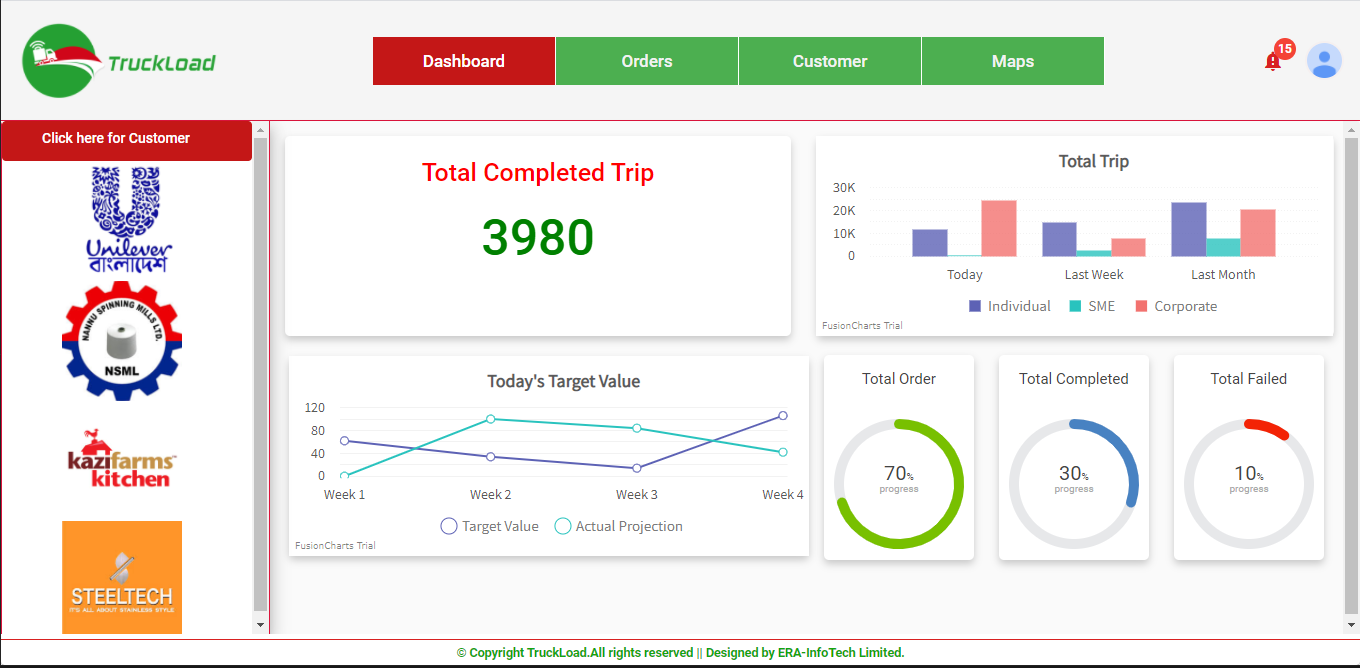 TruckLoad
Dashboard
Orders
Customer
Maps
15
Click here for Customer
Unilever
বাংলাদেশ
NANNU SPINNING MILLS LTD.
NSML
kazifarms
kitchen
STEELTECH
IT'S ALL ABOUT STAINLESS STYLE
Total Completed Trip
3980
Total Trip
30K
20K
10K
0
Today
Last Week
Last Month
Individual
SME
Corporate
FusionCharts Trial
Today's Target Value
120
80
40
0
Week 1
Week 2
Week 3
Week 4
Target Value
Actual Projection
FusionCharts Trial
Total Order
70%
progress
Total Completed
30%
progress
Total Failed
10%
progress
© Copyright TruckLoad.All rights reserved || Designed by ERA-InfoTech Limited.